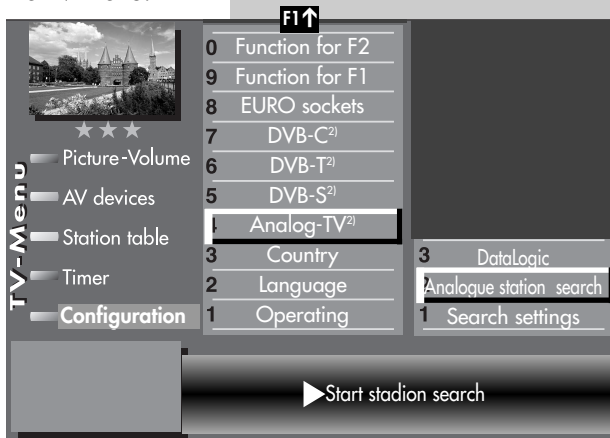 F1↑
TV-Menu
Picture-Volume
AV devices
Station table
Timer
Configuration
0 Function for F2
9 Function for F1
8 EURO sockets
7 DVB-C2)
6 DVB-T2)
5 DVB-S2)
4 Analog-TV2)
3 Country
2 Language
1 Operating
3 DataLogic
Analogue station search
1 Search settings
▶Start stadion search